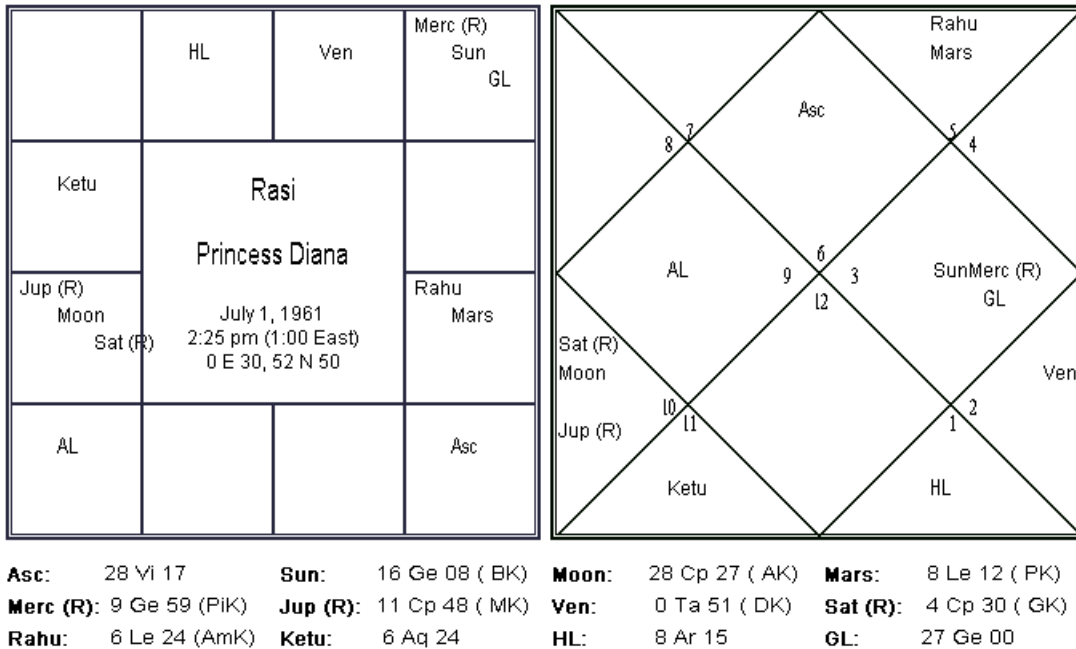 HL
Ven
Merc (R)
Sun
GL
Ketu
Rasi
Princess Diana
July 1, 1961
2:25 pm (1:00 East)
0 E 30, 52 N 50
Jup (R)
Moon
Sat (R)
Rahu
Mars
AL
Asc
Rahu
Mars
Asc
7
8
5
4
6
9
3
12
AL
SunMerc (R)
GL
Sat (R)
Moon
Ven
Jup (R)
10
11
2
1
Ketu
HL
Asc: 28 Vi 17 Sun: 16 Ge 08 ( BK) Moon: 28 Cp 27 ( AK) Mars: 8 Le 12 ( PK)
Merc (R): 9 Ge 59 (PiK) Jup (R): 11 Cp 48 ( MK) Ven: 0 Ta 51 ( DK) Sat (R): 4 Cp 30 ( GK)
Rahu: 6 Le 24 (AmK) Ketu: 6 Aq 24 HL: 8 Ar 15 GL: 27 Ge 00